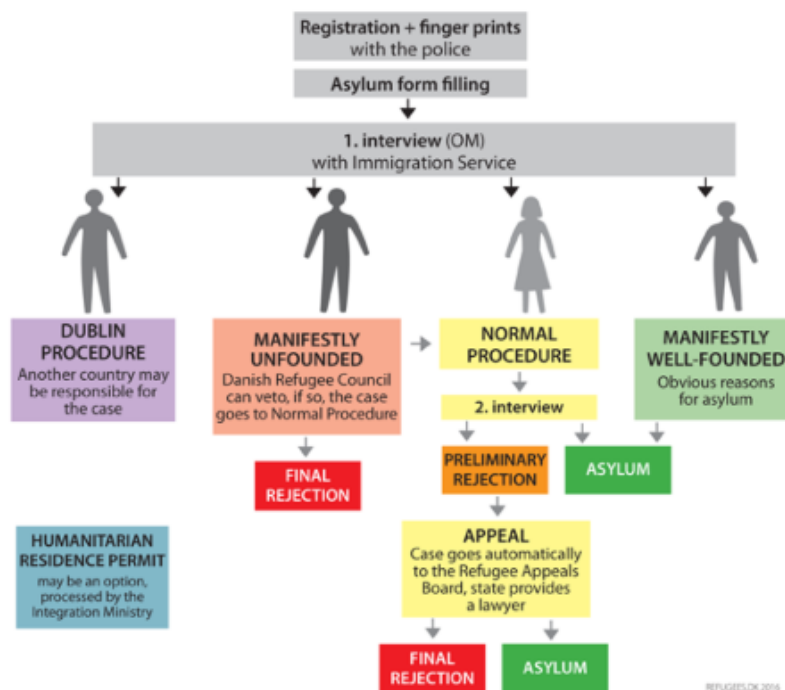 Registration + finger prints
with the police
Asylum form filling
1. interview (OM)
with Immigration Service
DUBLIN
PROCEDURE
Another country may
be responsible for
the case
MANIFESTLY
UNFOUNDED
Danish Refugee Council
can veto, if so, the case
goes to Normal Procedure
NORMAL
PROCEDURE
MANIFESTLY
WELL-FOUNDED
Obvious reasons
for asylum
2. interview
FINAL
REJECTION
PRELIMINARY
REJECTION
ASYLUM
HUMANITARIAN
RESIDENCE PERMIT
may be an option,
processed by the
Integration Ministry
APPEAL
Case goes automatically
to the Refugee Appeals
Board, state provides
a lawyer
FINAL
REJECTION
ASYLUM
REFUGEES.DK 2016